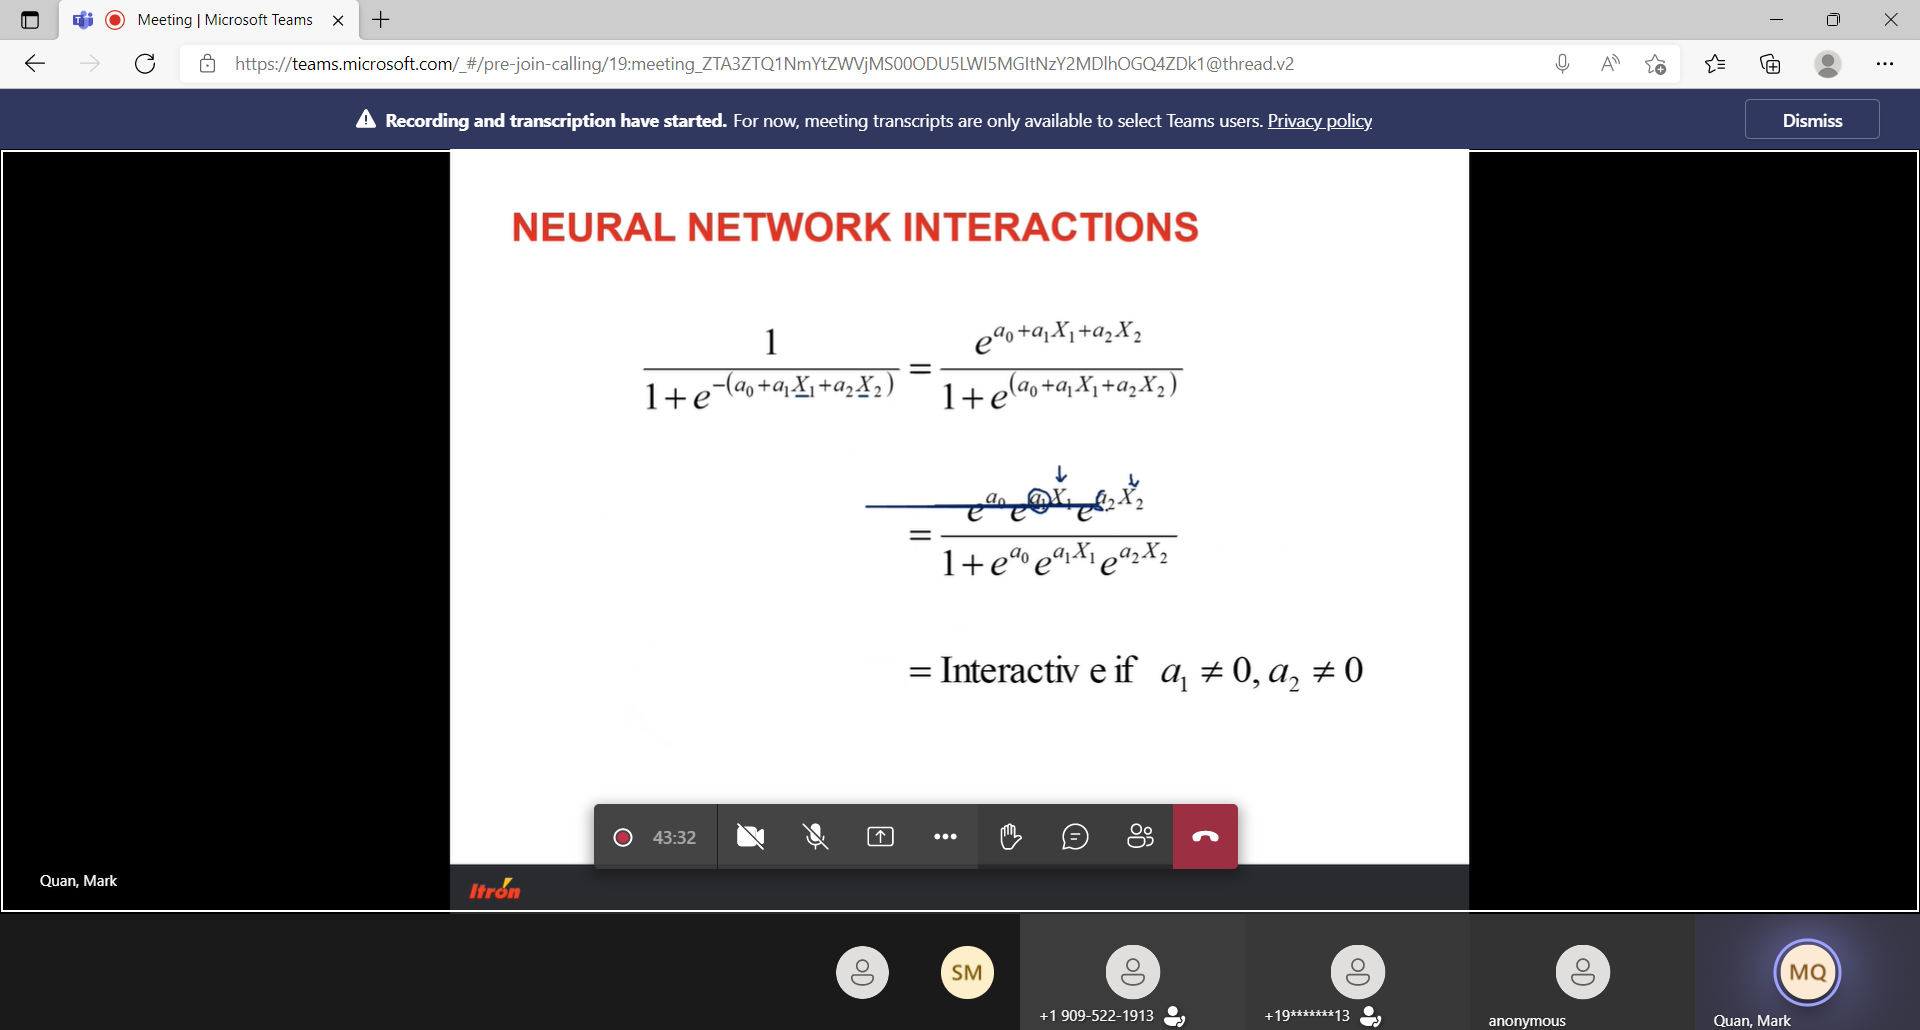 Meeting | Microsoft Teams
https://teams.microsoft.com/_#/pre-join-calling/19:meeting_ZTA3ZTQ1NmYtZWVjMS00ODU5LWI5MGItNzY2MDlhOGQ4ZDk1@thread.v2
Recording and transcription have started. For now, meeting transcripts are only available to select Teams users. Privacy policy
Dismiss
NEURAL NETWORK INTERACTIONS
1 / (1+e^{-(a₀+a₁X₁+a₂X₂)}) = e^{a₀+a₁X₁+a₂X₂} / (1+e^{(a₀+a₁X₁+a₂X₂)})
= e^{a₀} e^{a₁X₁} e^{a₂X₂} / (1+e^{a₀} e^{a₁X₁} e^{a₂X₂})
= Interactiv e if a₁ ≠ 0, a₂ ≠ 0
43:32
Quan, Mark
Itrón
SM
MQ
+1 909-522-1913
+19*******13
anonymous
Quan, Mark